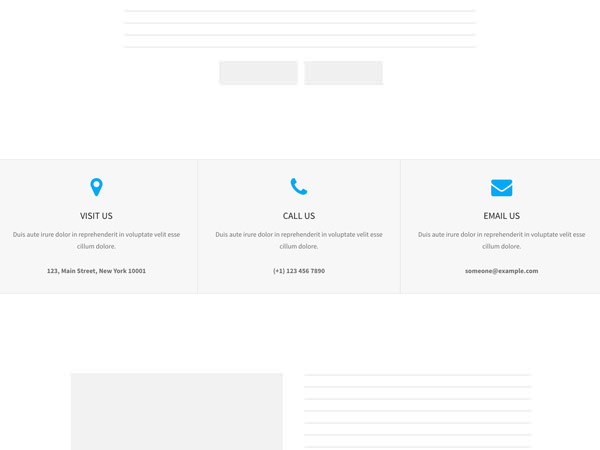 VISIT US
Duis aute irure dolor in reprehenderit in voluptate velit esse
cillum dolore.
123, Main Street, New York 10001
CALL US
Duis aute irure dolor in reprehenderit in voluptate velit esse
cillum dolore.
(+1) 123 456 7890
EMAIL US
Duis aute irure dolor in reprehenderit in voluptate velit esse
cillum dolore.
someone@example.com